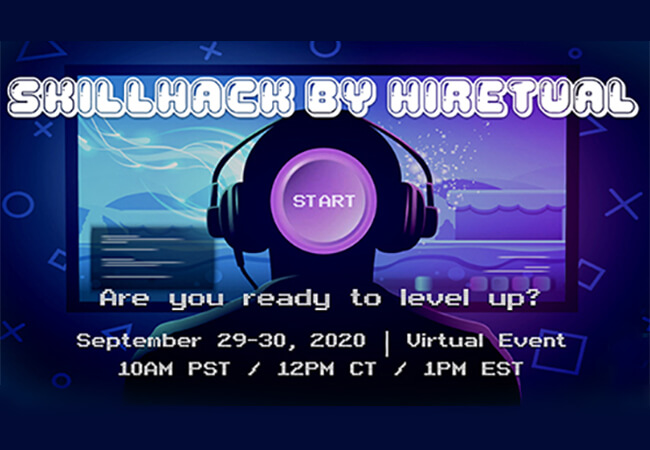 SKILLHACK BY HIRETUAL
START
Are you ready to level up?
September 29-30, 2020 | Virtual Event
10AM PST / 12PM CT / 1PM EST